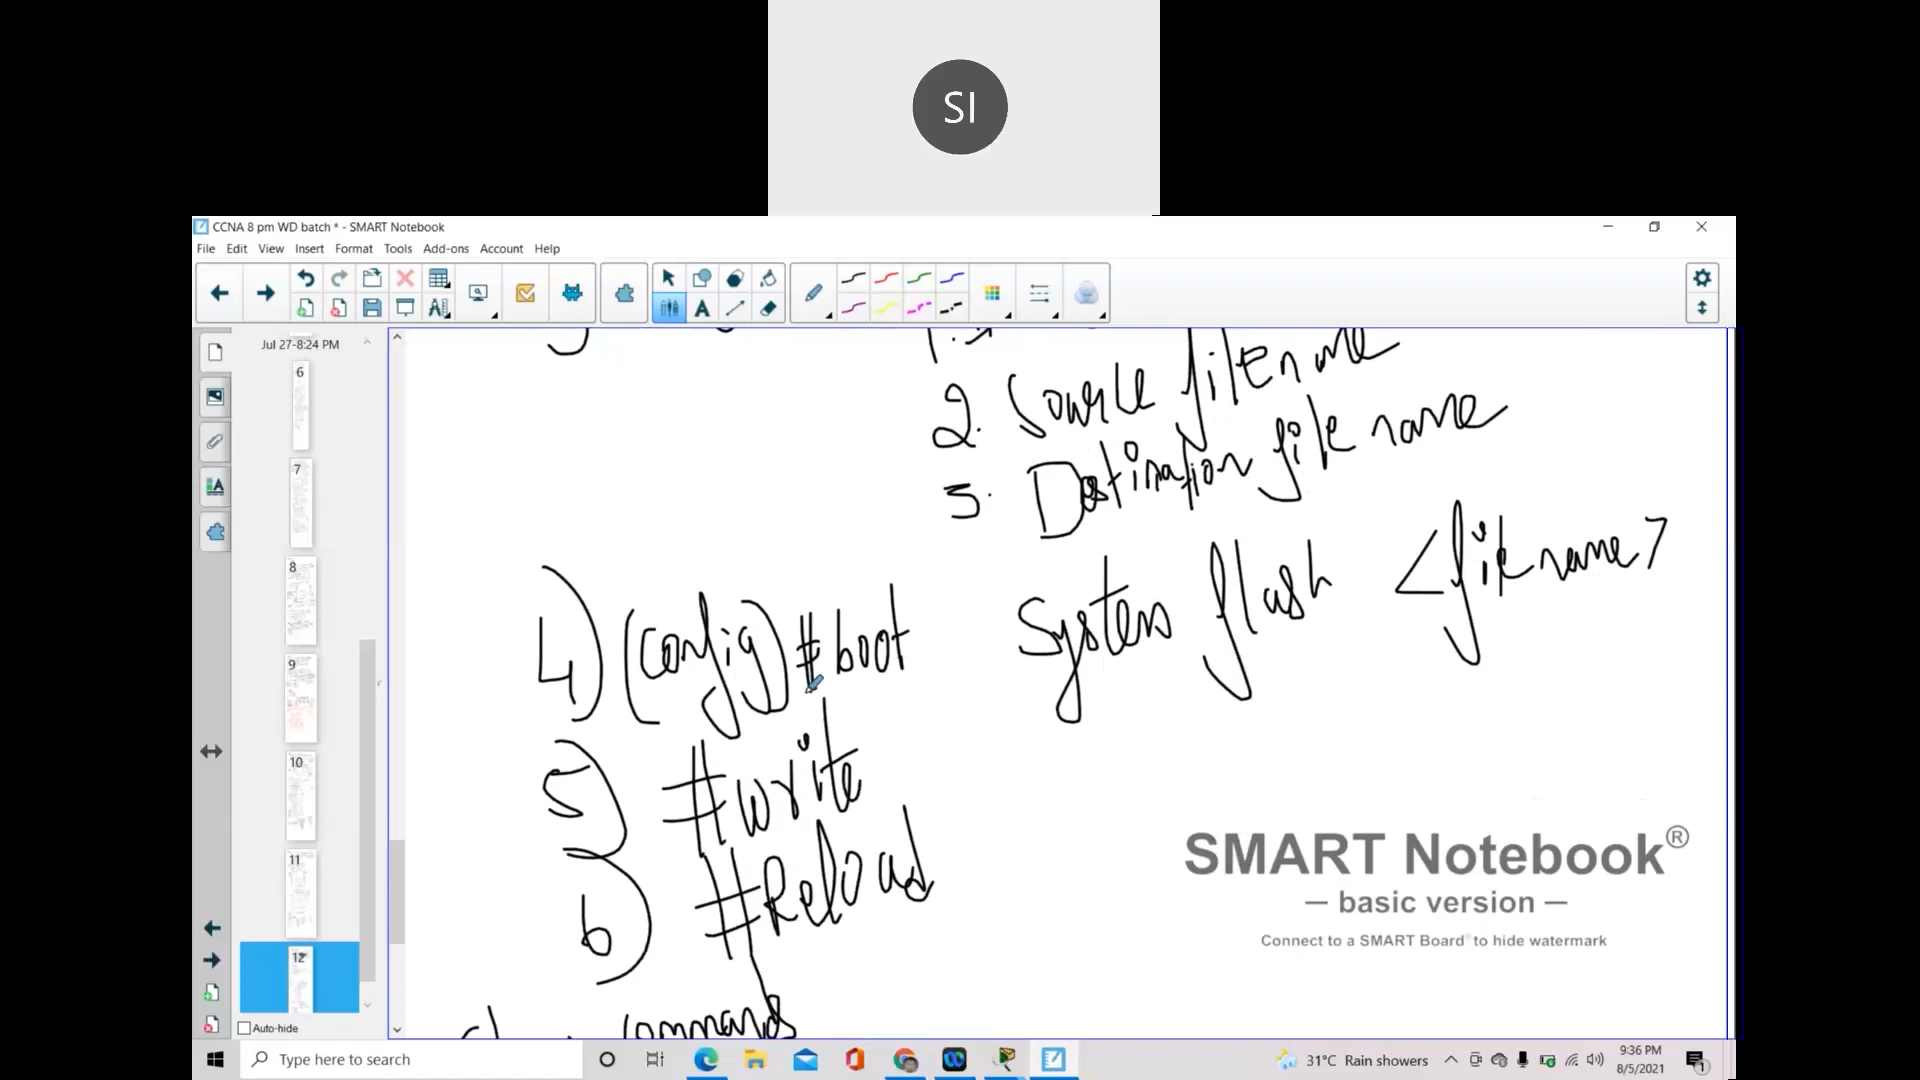 SI
CCNA 8 pm WD batch * - SMART Notebook
File Edit View Insert Format Tools Add-ons Account Help
Jul 27-8:24 PM
6
7
8
9
10
11
12
Auto-hide
2. Source filename
3. Destination file name
4) (config)#boot system flash <filename>
5) #write
6) #Reload
commands
SMART Notebook®
— basic version —
Connect to a SMART Board® to hide watermark
Type here to search
31°C Rain showers
9:36 PM
8/5/2021
1